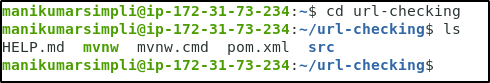 manikumarsimpli@ip-172-31-73-234:~$ cd url-checking
manikumarsimpli@ip-172-31-73-234:~/url-checking$ ls
HELP.md  mvnw  mvnw.cmd  pom.xml  src
manikumarsimpli@ip-172-31-73-234:~/url-checking$